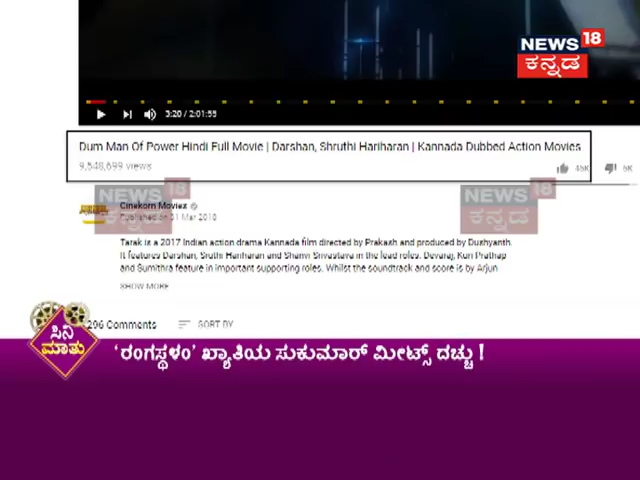 NEWS 18
ಕನ್ನಡ
3:20 / 2:01:55
Dum Man Of Power Hindi Full Movie | Darshan, Shruthi Hariharan | Kannada Dubbed Action Movies
9,548,699 views
45K
5K
NEWS 18
ಕನ್ನಡ
NEWS 18
ಕನ್ನಡ
Cinekorn Moviez
Published on 31 Mar 2018
Tarak is a 2017 Indian action drama Kannada film directed by Prakash and produced by Dushyanth.
It features Darshan, Sruthi Hariharan and Shanvi Srivastava in the lead roles. Devaraj, Kuri Prathap
and Sumithra feature in important supporting roles. Whilst the soundtrack and score is by Arjun
SHOW MORE
296 Comments
SORT BY
ಸಿನಿ
ಮಾತು
‘ರಂಗಸ್ಥಳಂ’ ಖ್ಯಾತಿಯ ಸುಕುಮಾರ್ ಮೀಟ್ಸ್ ದಚ್ಚು !